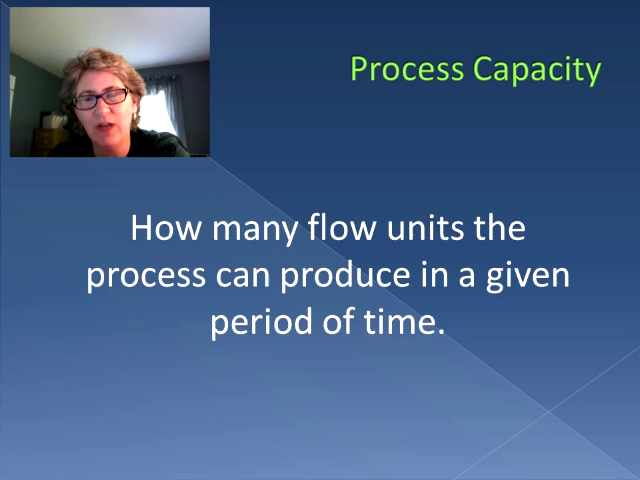 Process Capacity
How many flow units the
process can produce in a given
period of time.